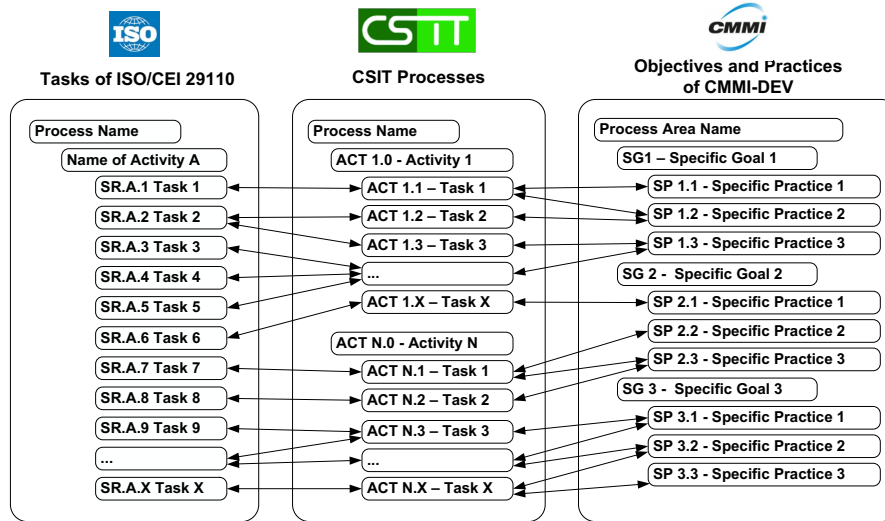 ISO
Tasks of ISO/CEI 29110
Process Name
Name of Activity A
SR.A.1 Task 1
SR.A.2 Task 2
SR.A.3 Task 3
SR.A.4 Task 4
SR.A.5 Task 5
SR.A.6 Task 6
SR.A.7 Task 7
SR.A.8 Task 8
SR.A.9 Task 9
...
SR.A.X Task X
CSIT
CSIT Processes
Process Name
ACT 1.0 - Activity 1
ACT 1.1 – Task 1
ACT 1.2 – Task 2
ACT 1.3 – Task 3
...
ACT 1.X – Task X
ACT N.0 - Activity N
ACT N.1 – Task 1
ACT N.2 – Task 2
ACT N.3 – Task 3
...
ACT N.X – Task X
CMMI
Objectives and Practices
of CMMI-DEV
Process Area Name
SG1 – Specific Goal 1
SP 1.1 - Specific Practice 1
SP 1.2 - Specific Practice 2
SP 1.3 - Specific Practice 3
SG 2 - Specific Goal 2
SP 2.1 - Specific Practice 1
SP 2.2 - Specific Practice 2
SP 2.3 - Specific Practice 3
SG 3 - Specific Goal 3
SP 3.1 - Specific Practice 1
SP 3.2 - Specific Practice 2
SP 3.3 - Specific Practice 3